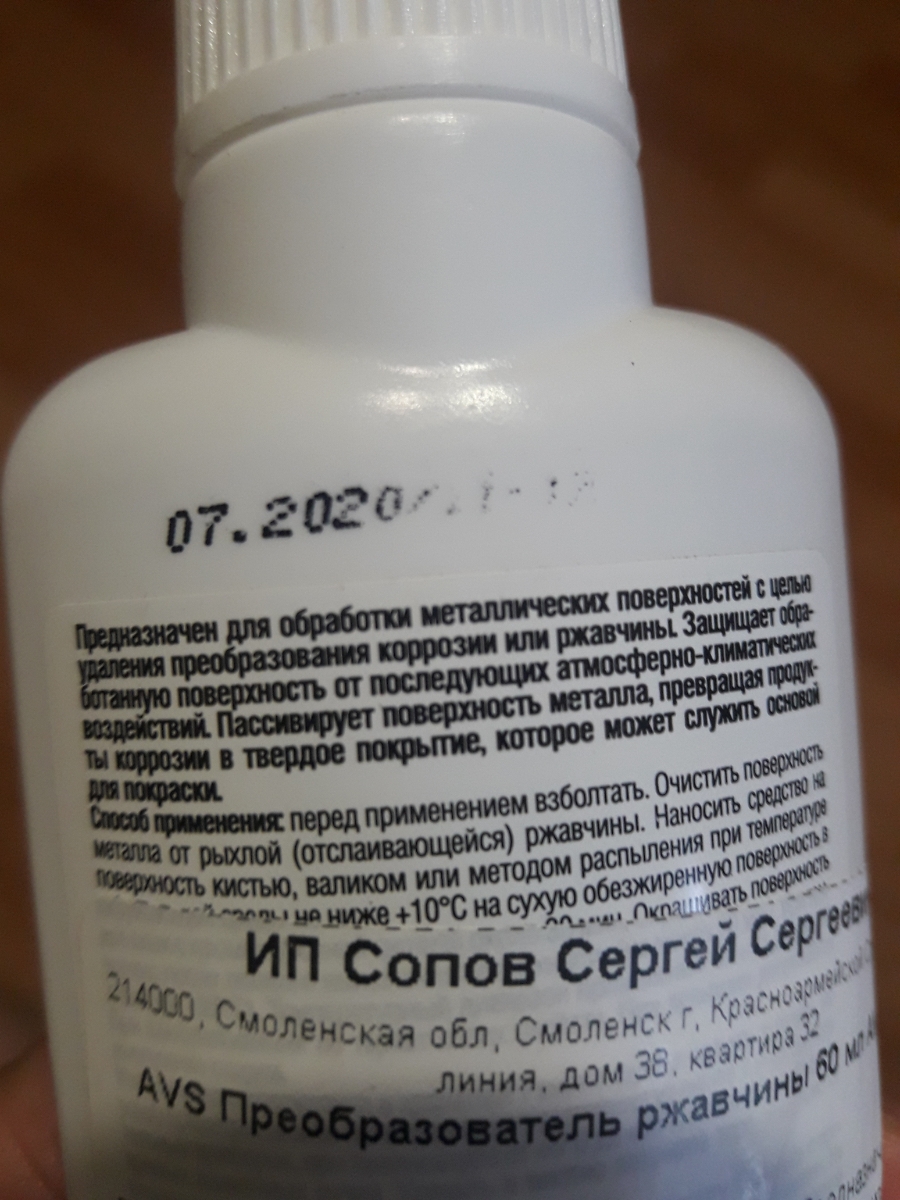 07.2020/
Предназначен для обработки металлических поверхностей с целью
удаления преобразования коррозии или ржавчины. Защищает обра-
ботанную поверхность от последующих атмосферно-климатических
воздействий. Пассивирует поверхность металла, превращая продук-
ты коррозии в твердое покрытие, которое может служить основой
для покраски.
Способ применения: перед применением взболтать. Очистить поверхность
металла от рыхлой (отслаивающейся) ржавчины. Наносить средство на
поверхность кистью, валиком или методом распыления при температуре
не ниже +10°С на сухую обезжиренную поверхность в
мин. Окрашивать поверхность
ИП Сопов Сергей
214000, Смоленская обл, Смоленск г, Красноармейская
линия, дом 38, квартира 32
AVS Преобразователь ржавчины 60 мл